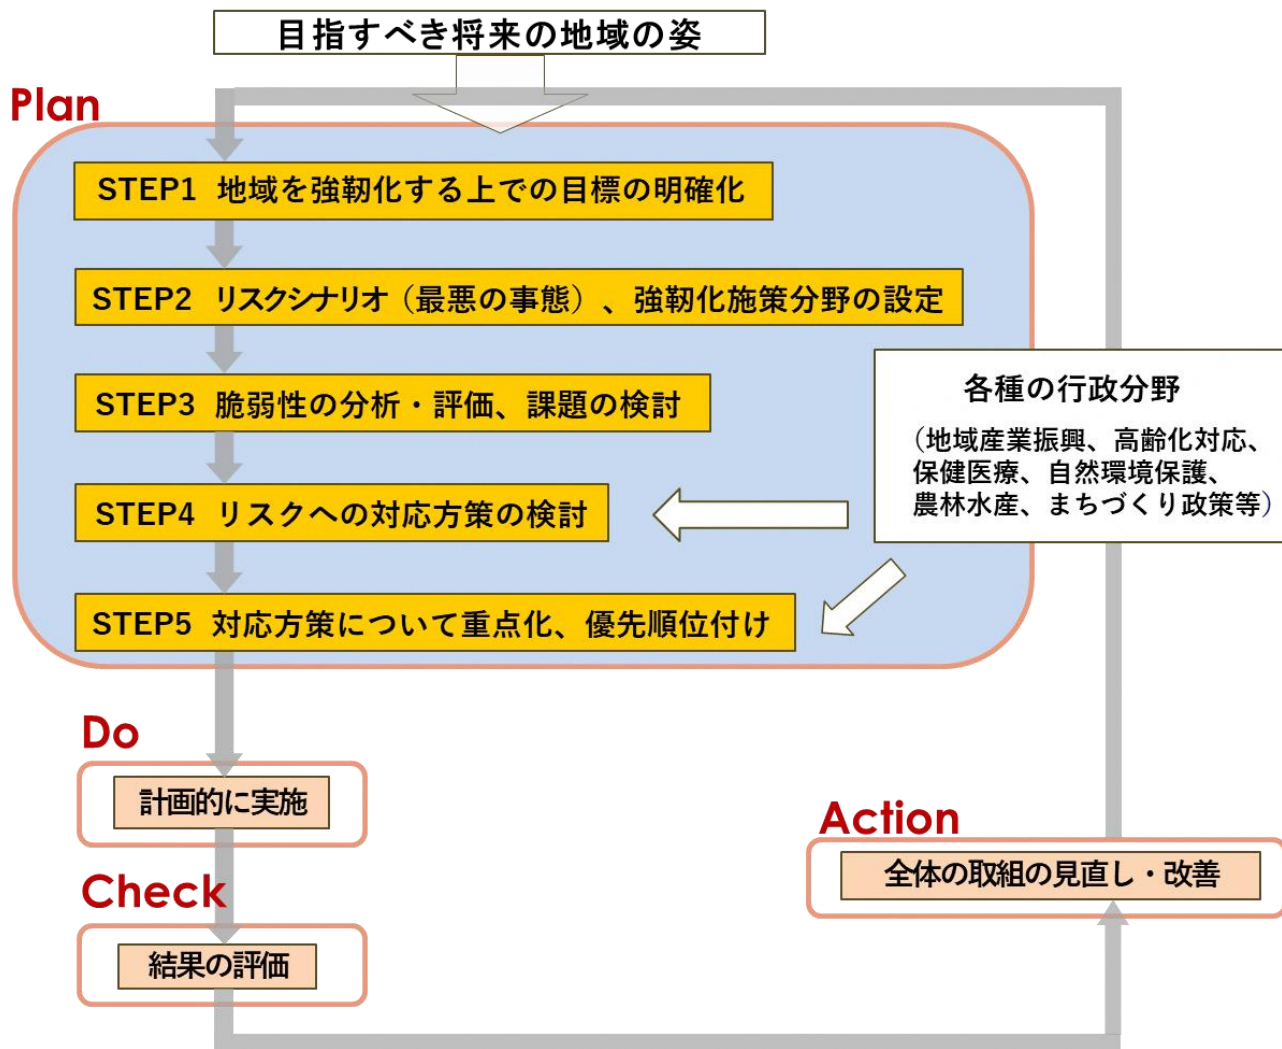 目指すべき将来の地域の姿
Plan
STEP1 地域を強靭化する上での目標の明確化
STEP2 リスクシナリオ（最悪の事態）、強靭化施策分野の設定
STEP3 脆弱性の分析・評価、課題の検討
STEP4 リスクへの対応方策の検討
STEP5 対応方策について重点化、優先順位付け
各種の行政分野
（地域産業振興、高齢化対応、
保健医療、自然環境保護、
農林水産、まちづくり政策等）
Do
計画的に実施
Check
結果の評価
Action
全体の取組の見直し・改善